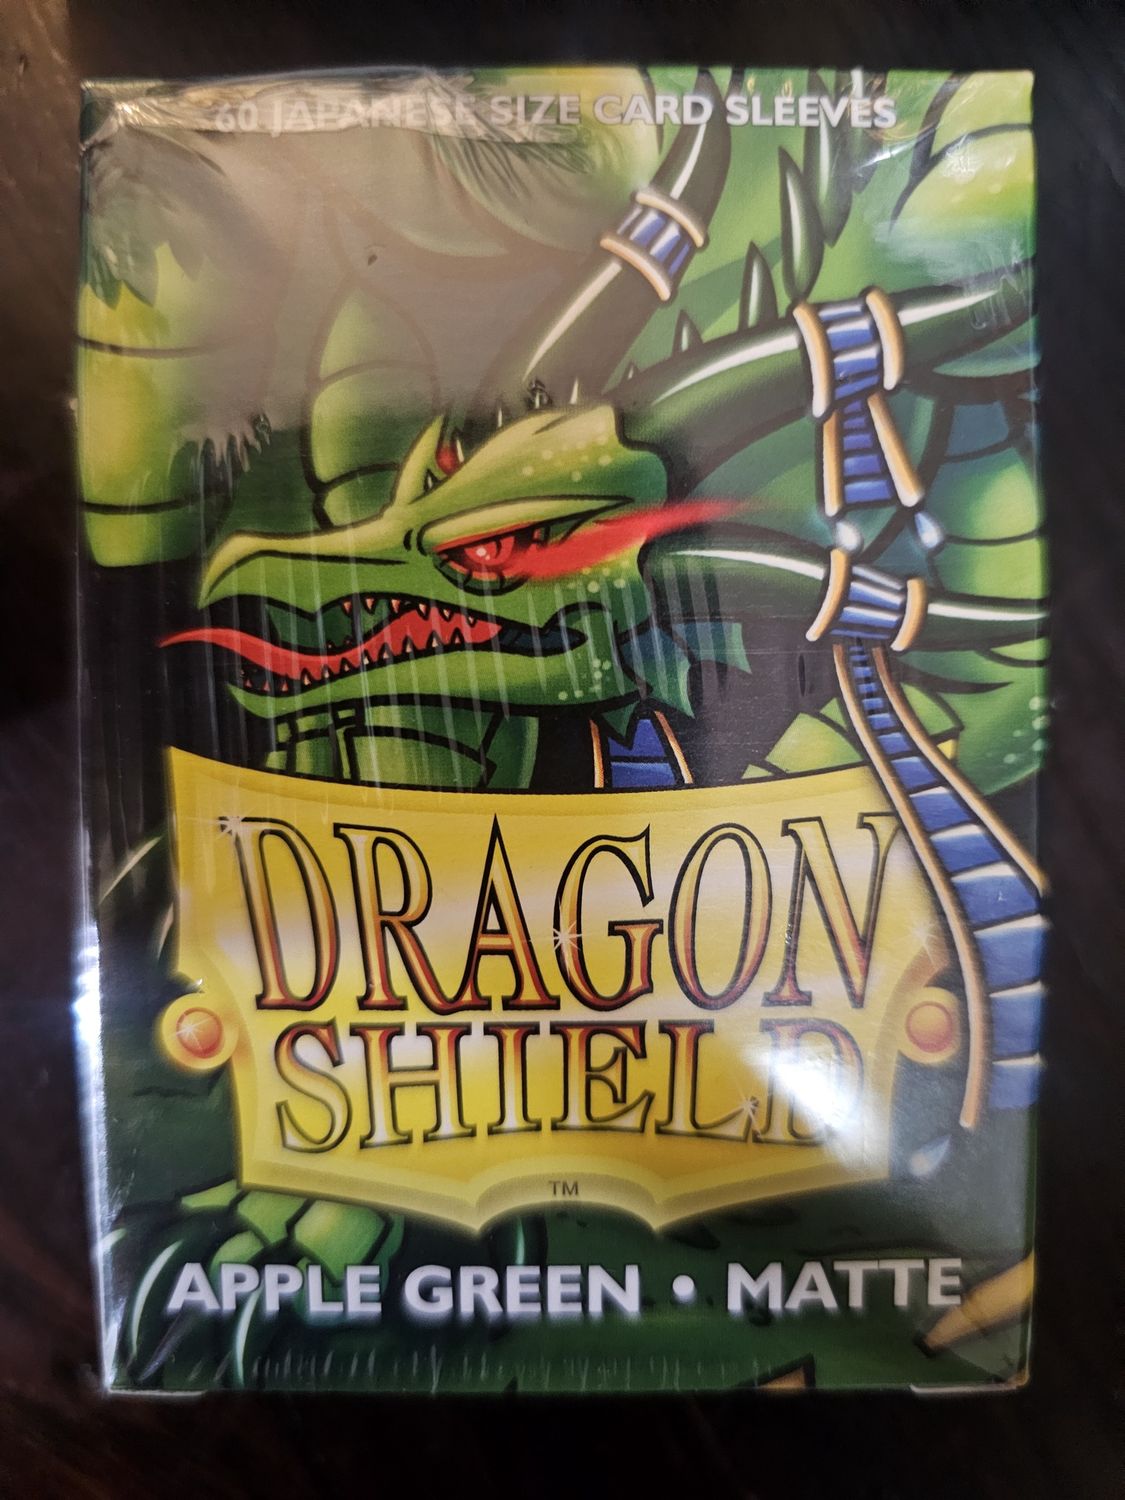 60 JAPANESE SIZE CARD SLEEVES
DRAGON
SHIELD
TM
APPLE GREEN • MATTE